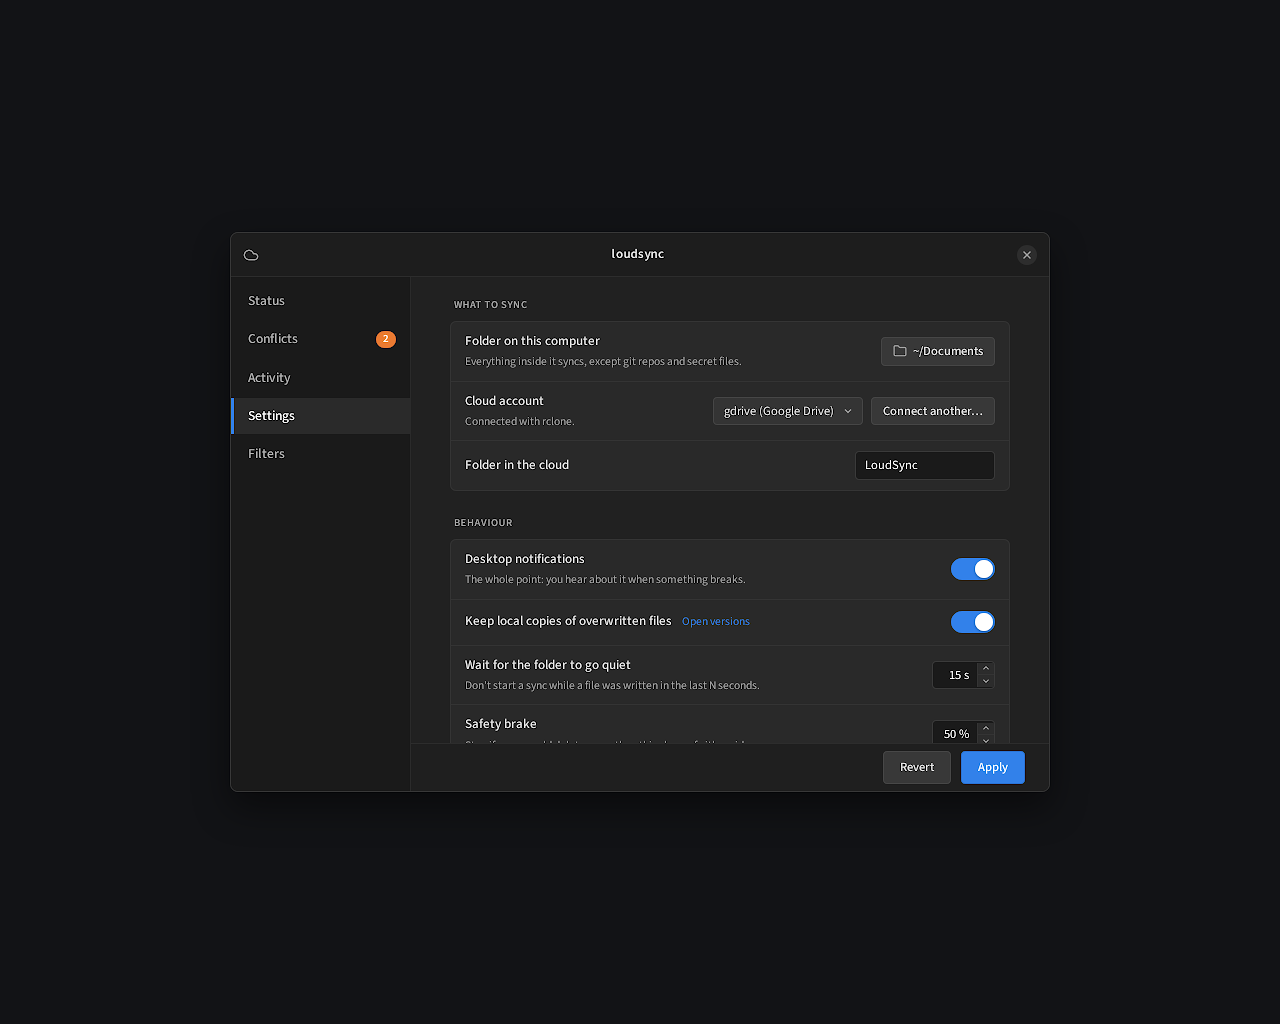 loudsync
Status
Conflicts 2
Activity
Settings
Filters
WHAT TO SYNC
Folder on this computer
Everything inside it syncs, except git repos and secret files.
~/Documents
Cloud account
Connected with rclone.
gdrive (Google Drive)
Connect another…
Folder in the cloud
LoudSync
BEHAVIOUR
Desktop notifications
The whole point: you hear about it when something breaks.
Keep local copies of overwritten files Open versions
Wait for the folder to go quiet
Don't start a sync while a file was written in the last N seconds.
15 s
Safety brake
50 %
Revert
Apply